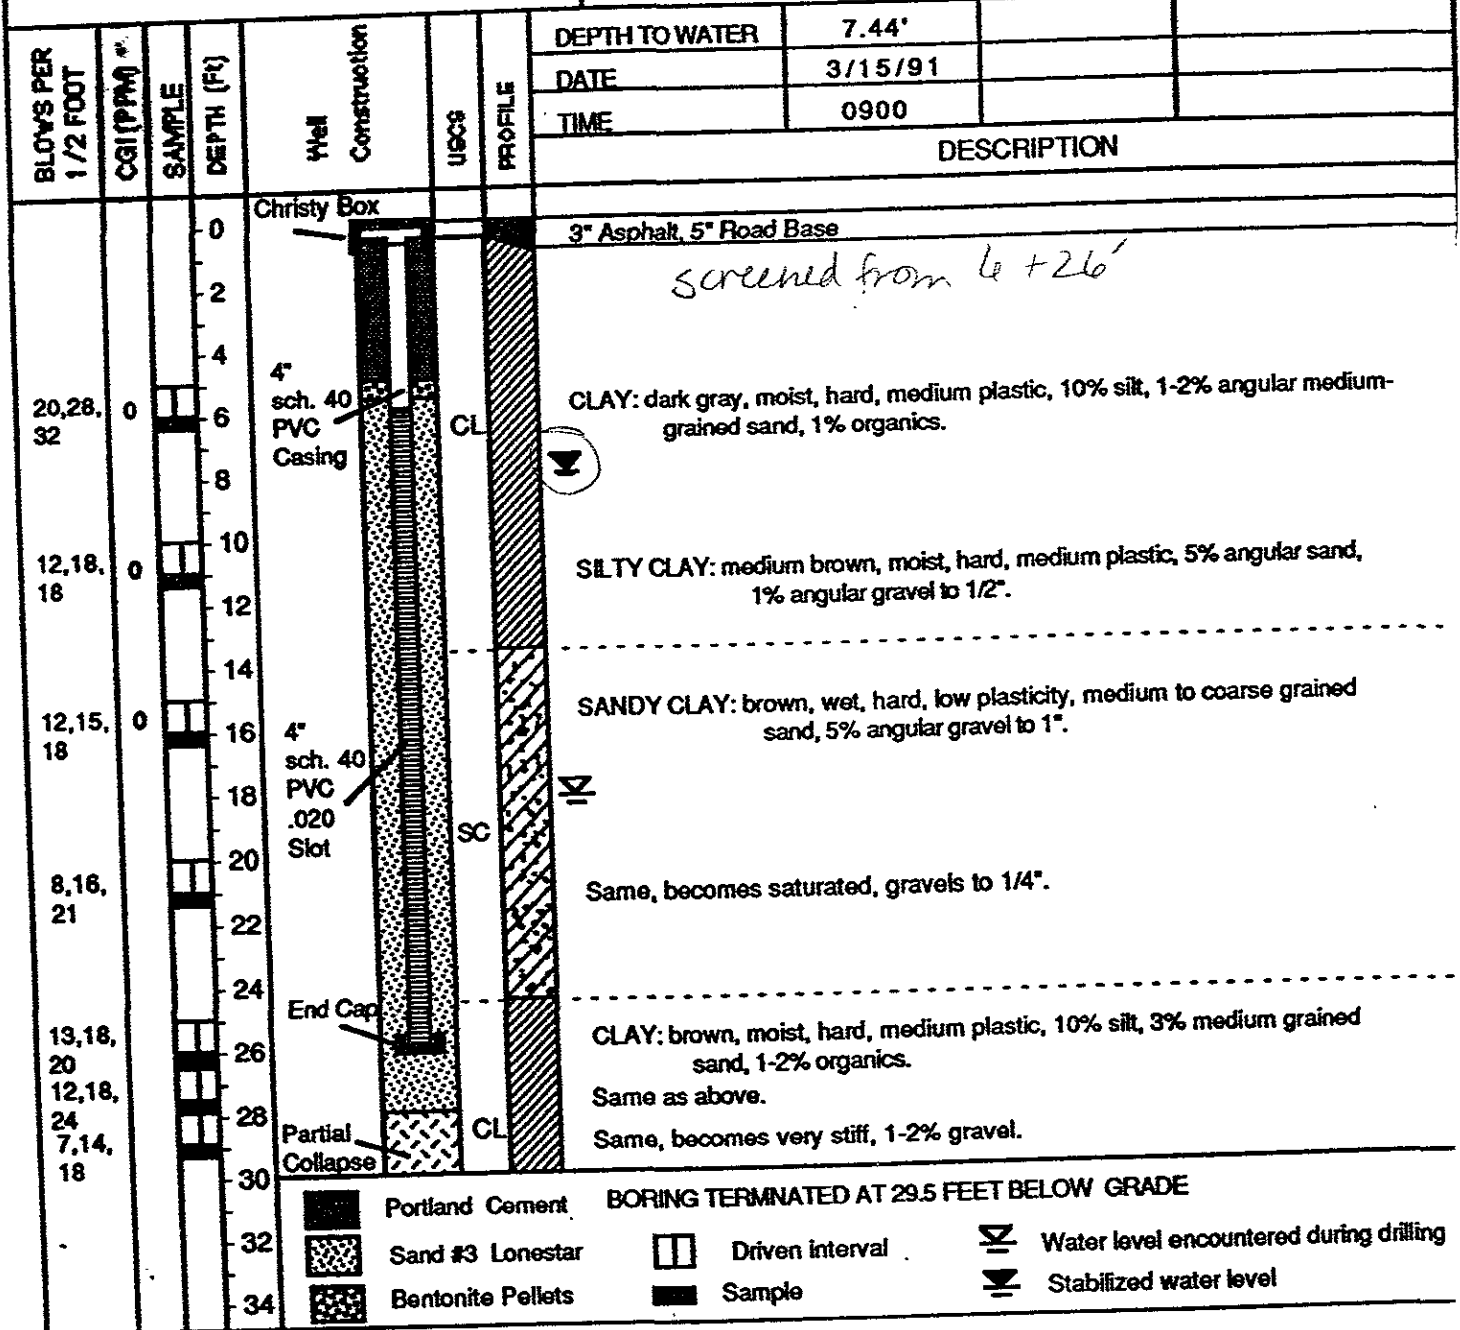 DEPTH TO WATER 7.44'
DATE 3/15/91
TIME 0900
DESCRIPTION
BLOWS PER
1/2 FOOT
CGI (PPM)
SAMPLE
DEPTH (Ft)
Well
Construction
USCS
PROFILE
Christy Box
0
3" Asphalt, 5" Road Base
screened from 6 + 26'
2
4
4"
sch. 40
PVC
Casing
20,28,
32
0
6
CL
CLAY: dark gray, moist, hard, medium plastic, 10% silt, 1-2% angular medium-
grained sand, 1% organics.
8
10
12,18,
18
0
SILTY CLAY: medium brown, moist, hard, medium plastic, 5% angular sand,
1% angular gravel to 1/2".
12
14
12,15,
18
0
16
SANDY CLAY: brown, wet, hard, low plasticity, medium to coarse grained
sand, 5% angular gravel to 1".
4"
sch. 40
PVC
.020
Slot
18
SC
20
8,16,
21
Same, becomes saturated, gravels to 1/4".
22
24
End Cap
13,18,
20
26
CLAY: brown, moist, hard, medium plastic, 10% silt, 3% medium grained
sand, 1-2% organics.
12,18,
24
Same as above.
28
7,14,
18
Partial
Collapse
CL
Same, becomes very stiff, 1-2% gravel.
30
BORING TERMNATED AT 29.5 FEET BELOW GRADE
Portland Cement
32
Sand #3 Lonestar
Driven interval
Water level encountered during drilling
34
Bentonite Pellets
Sample
Stabilized water level